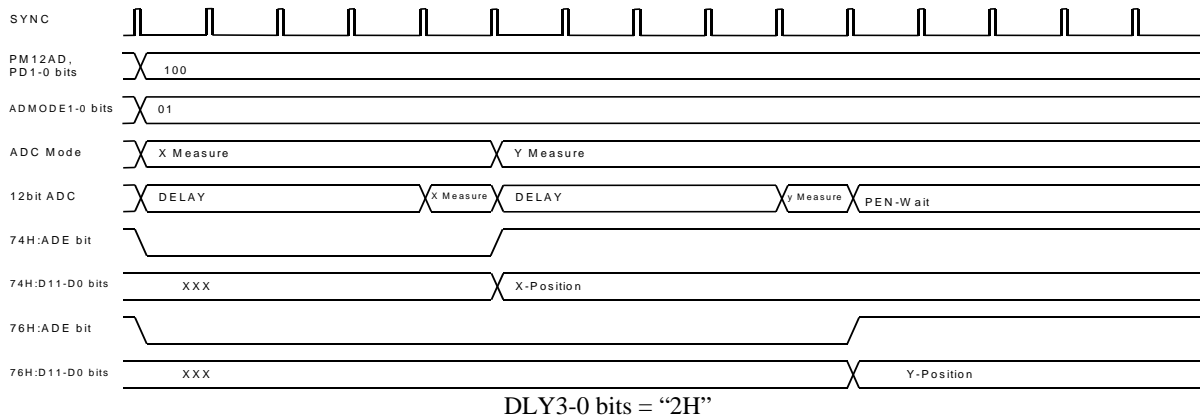 SYNC
PM12AD,
PD1-0 bits
100
ADMODE1-0 bits
01
ADC Mode
X Measure
Y Measure
12bit ADC
DELAY
X Measure
DELAY
y Measure
PEN-Wait
74H:ADE bit
74H:D11-D0 bits
XXX
X-Position
76H:ADE bit
76H:D11-D0 bits
XXX
Y-Position
DLY3-0 bits = “2H”